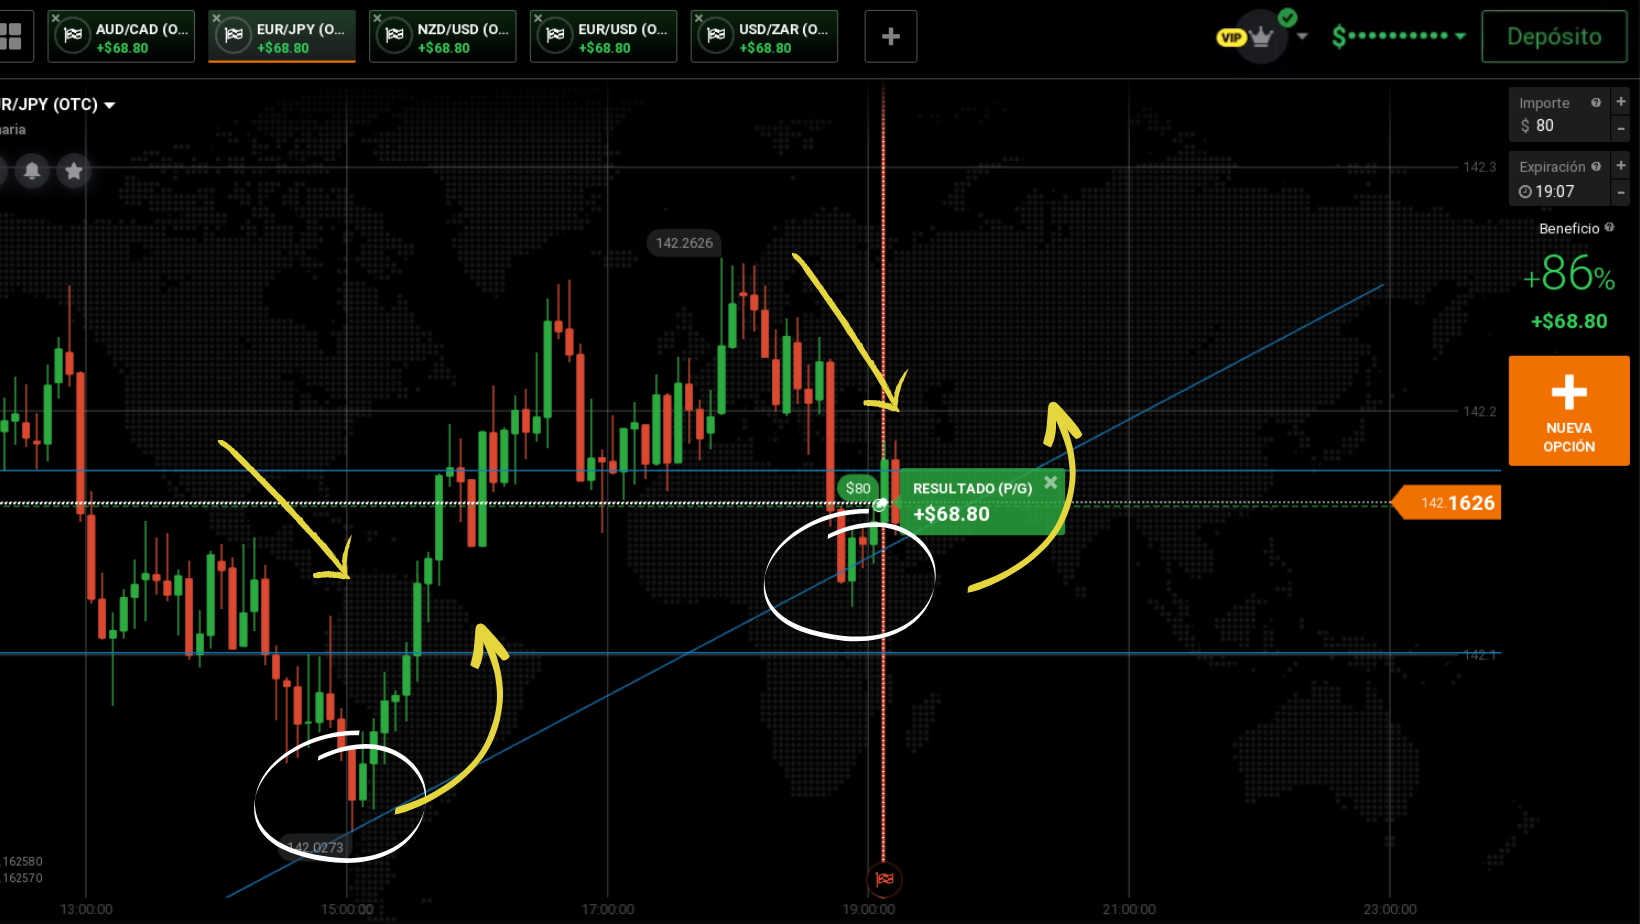 AUD/CAD (O...
+$68.80
EUR/JPY (O...
+$68.80
NZD/USD (O...
+$68.80
EUR/USD (O...
+$68.80
USD/ZAR (O...
+$68.80
VIP
$••••••••••
Depósito
R/JPY (OTC)
aria
Importe
$ 80
Expiración
19:07
Beneficio
+86%
+$68.80
NUEVA
OPCIÓN
142.3
142.2626
142.2
$80
RESULTADO (P/G)
+$68.80
142.1626
142.1
142.0273
.162580
.162570
13:00:00
15:00:00
17:00:00
19:00:00
21:00:00
23:00:00